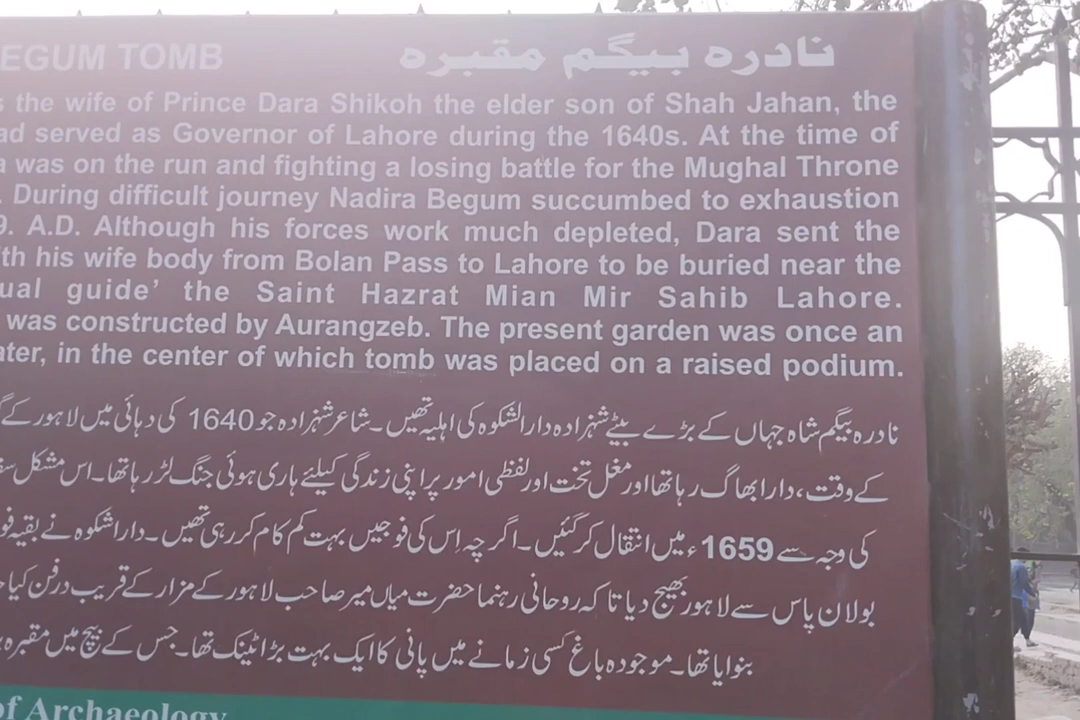 EGUM TOMB
نادرہ بیگم مقبرہ
s the wife of Prince Dara Shikoh the elder son of Shah Jahan, the
ad served as Governor of Lahore during the 1640s. At the time of
a was on the run and fighting a losing battle for the Mughal Throne
. During difficult journey Nadira Begum succumbed to exhaustion
9. A.D. Although his forces work much depleted, Dara sent the
th his wife body from Bolan Pass to Lahore to be buried near the
ual guide’ the Saint Hazrat Mian Mir Sahib Lahore.
was constructed by Aurangzeb. The present garden was once an
ter, in the center of which tomb was placed on a raised podium.
نادرہ بیگم شاہ جہاں کے بڑے بیٹے شہزادہ دارالشکوہ کی اہلیہ تھیں۔ شاعر شہزادہ جو 1640 کی دہائی میں لاہور کے
کے وقت، دارا بھاگ رہا تھا اور مغل تخت اور لفظی امور پر اپنی زندگی کیلئے ہاری ہوئی جنگ لڑ رہا تھا۔ اس مشکل
کی وجہ سے 1659ء میں انتقال کر گئیں۔ اگرچہ اِس کی فوجیں بہت کم کام کر رہی تھیں۔ داراشکوہ نے بقیہ
بولان پاس سے لاہور بھیج دیا تا کہ روحانی رہنما حضرت میاں میر صاحب لاہور کے مزار کے قریب درفن کیا
بنوایا تھا۔ موجودہ باغ کسی زمانے میں پانی کا ایک بہت بڑا ٹینک تھا۔ جس کے بیچ میں مقبرہ
of Archaeology